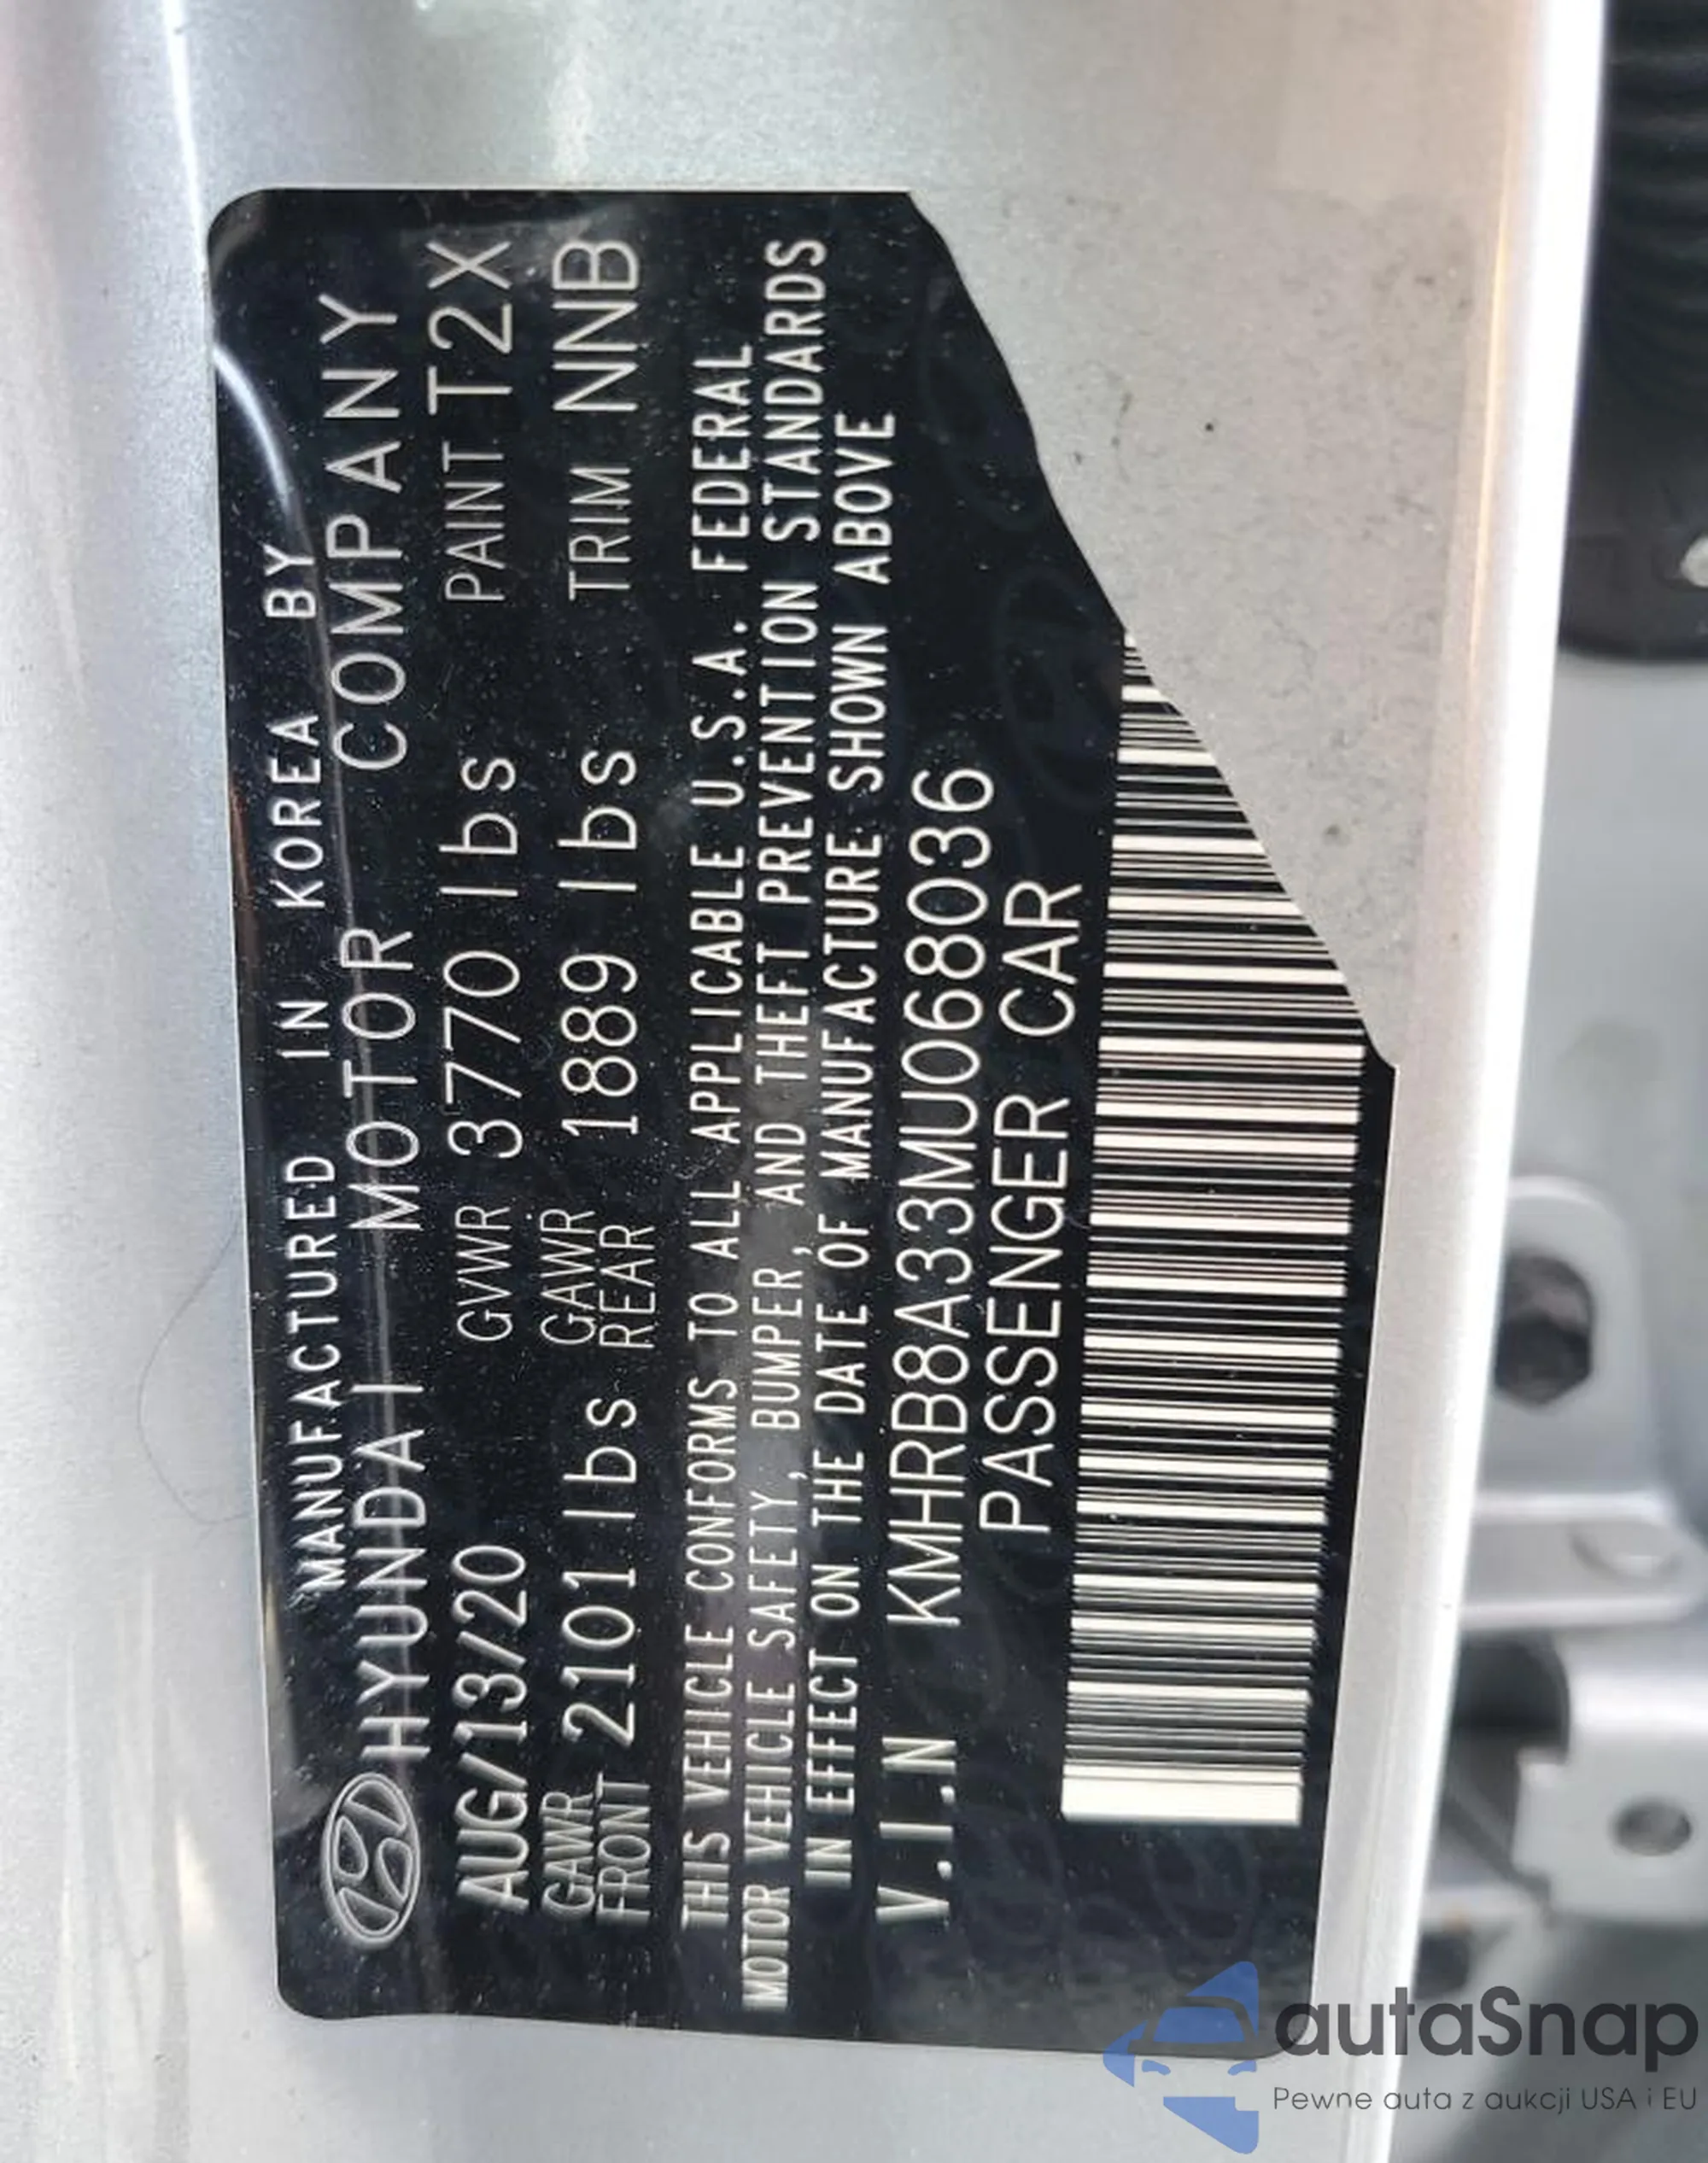 MANUFACTURED IN KOREA BY
HYUNDAI MOTOR COMPANY
AUG/13/20 GVWR 3770 lbs PAINT T2X
GAWR FRONT 2101 lbs GAWR REAR 1889 lbs TRIM NNB
THIS VEHICLE CONFORMS TO ALL APPLICABLE U.S.A. FEDERAL
MOTOR VEHICLE SAFETY, BUMPER, AND THEFT PREVENTION STANDARDS
IN EFFECT ON THE DATE OF MANUFACTURE SHOWN ABOVE
V.I.N KMHRB8A33MU068036
PASSENGER CAR
autaSnap
Pewne auta z aukcji USA i EU